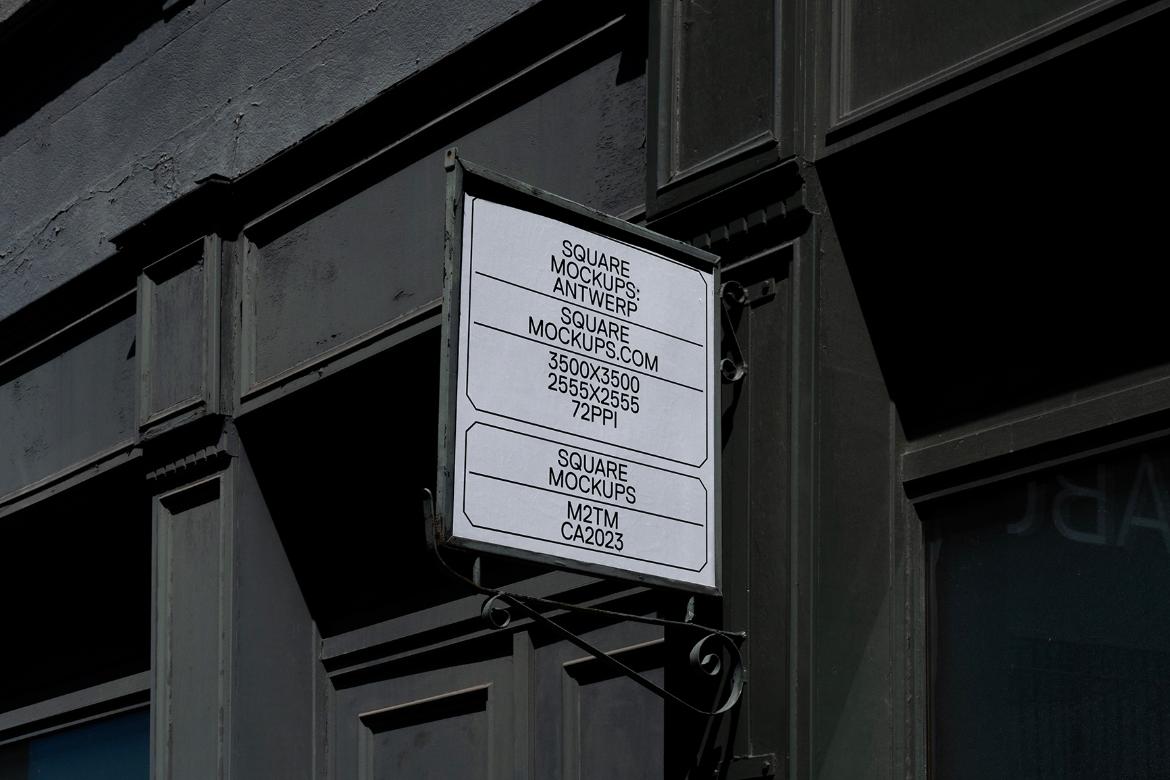 SQUARE
MOCKUPS:
ANTWERP
SQUARE
MOCKUPS.COM
3500X3500
2555X2555
72PPI
SQUARE
MOCKUPS
M2TM
CA2023